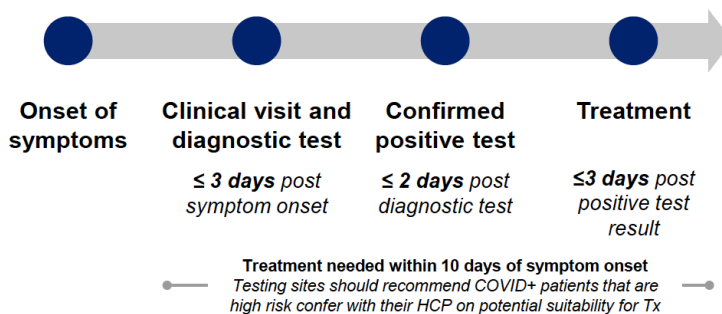 Onset of
symptoms
Clinical visit and
diagnostic test
≤ 3 days post
symptom onset
Confirmed
positive test
≤ 2 days post
diagnostic test
Treatment
≤3 days post
positive test
result
Treatment needed within 10 days of symptom onset
Testing sites should recommend COVID+ patients that are
high risk confer with their HCP on potential suitability for Tx